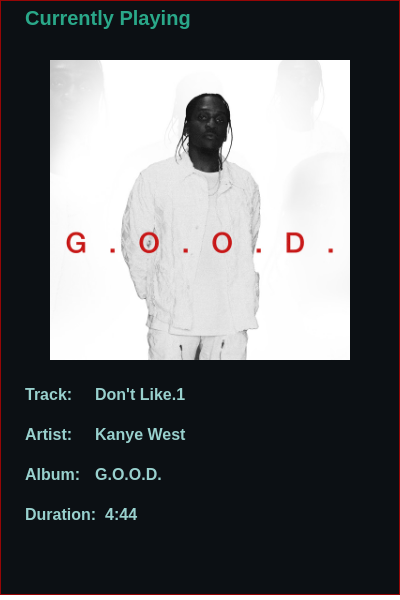 Currently Playing
G . O . O . D .
Track: Don't Like.1
Artist: Kanye West
Album: G.O.O.D.
Duration: 4:44